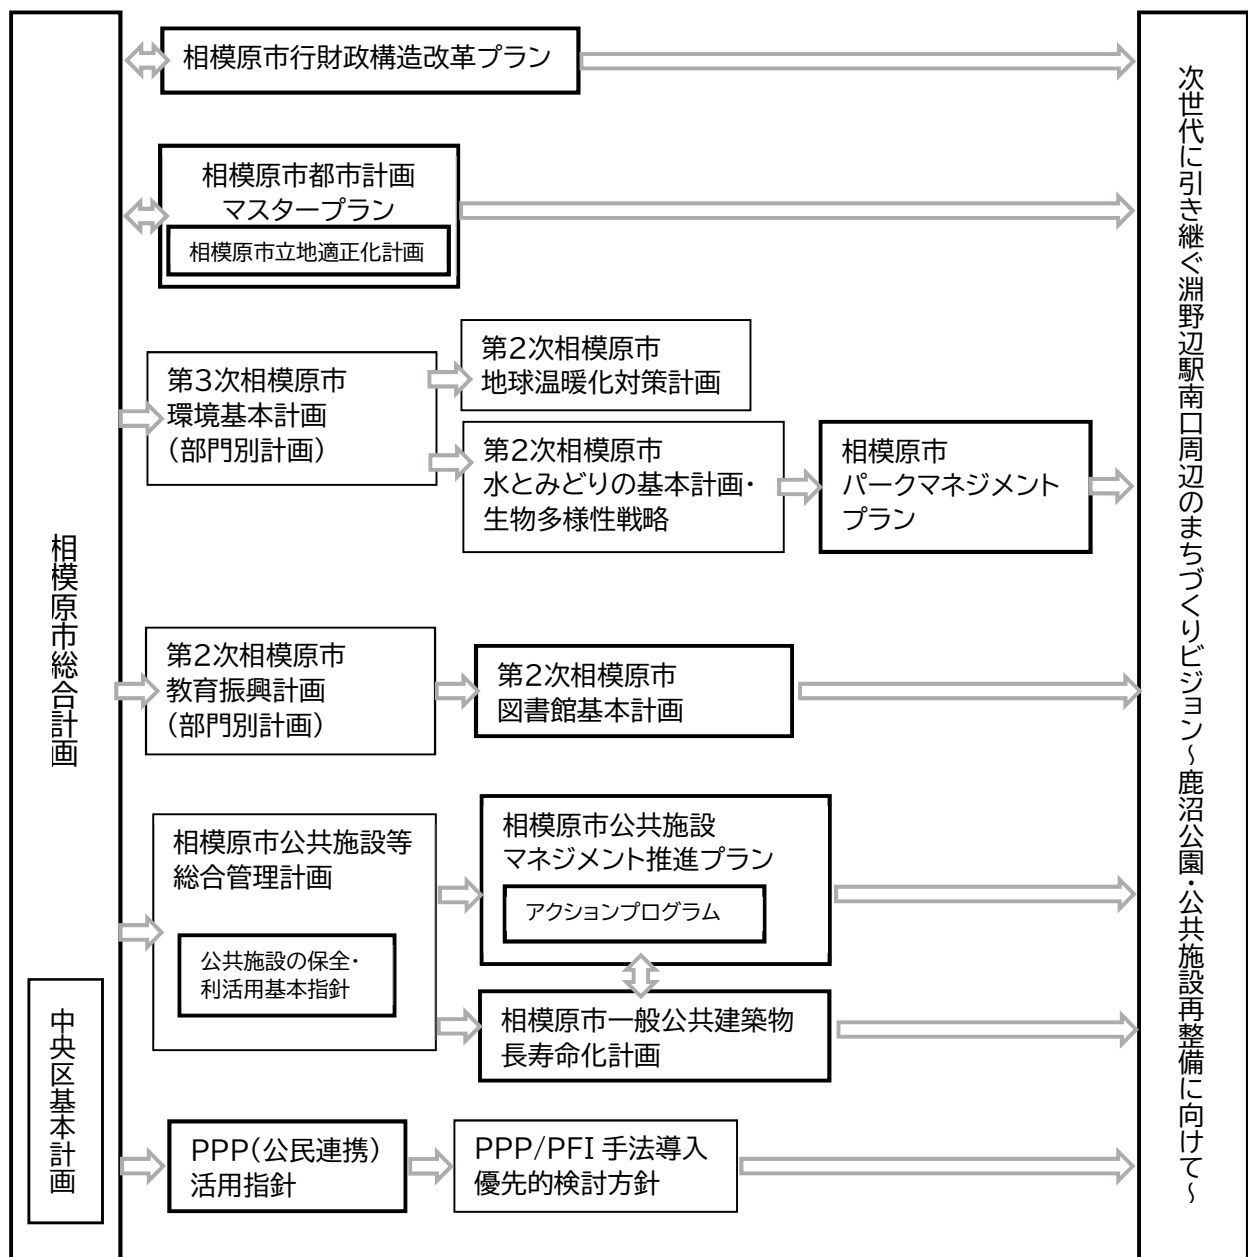 相模原市総合計画
中央区基本計画
相模原市行財政構造改革プラン
相模原市都市計画
マスタープラン
相模原市立地適正化計画
第3次相模原市
環境基本計画
(部門別計画)
第2次相模原市
地球温暖化対策計画
第2次相模原市
水とみどりの基本計画・
生物多様性戦略
相模原市
パークマネジメント
プラン
第2次相模原市
教育振興計画
(部門別計画)
第2次相模原市
図書館基本計画
相模原市公共施設等
総合管理計画
公共施設の保全・
利活用基本指針
相模原市公共施設
マネジメント推進プラン
アクションプログラム
相模原市一般公共建築物
長寿命化計画
PPP(公民連携)
活用指針
PPP/PFI 手法導入
優先的検討方針
次世代に引き継ぐ淵野辺駅南口周辺のまちづくりビジョン～鹿沼公園・公共施設再整備に向けて～